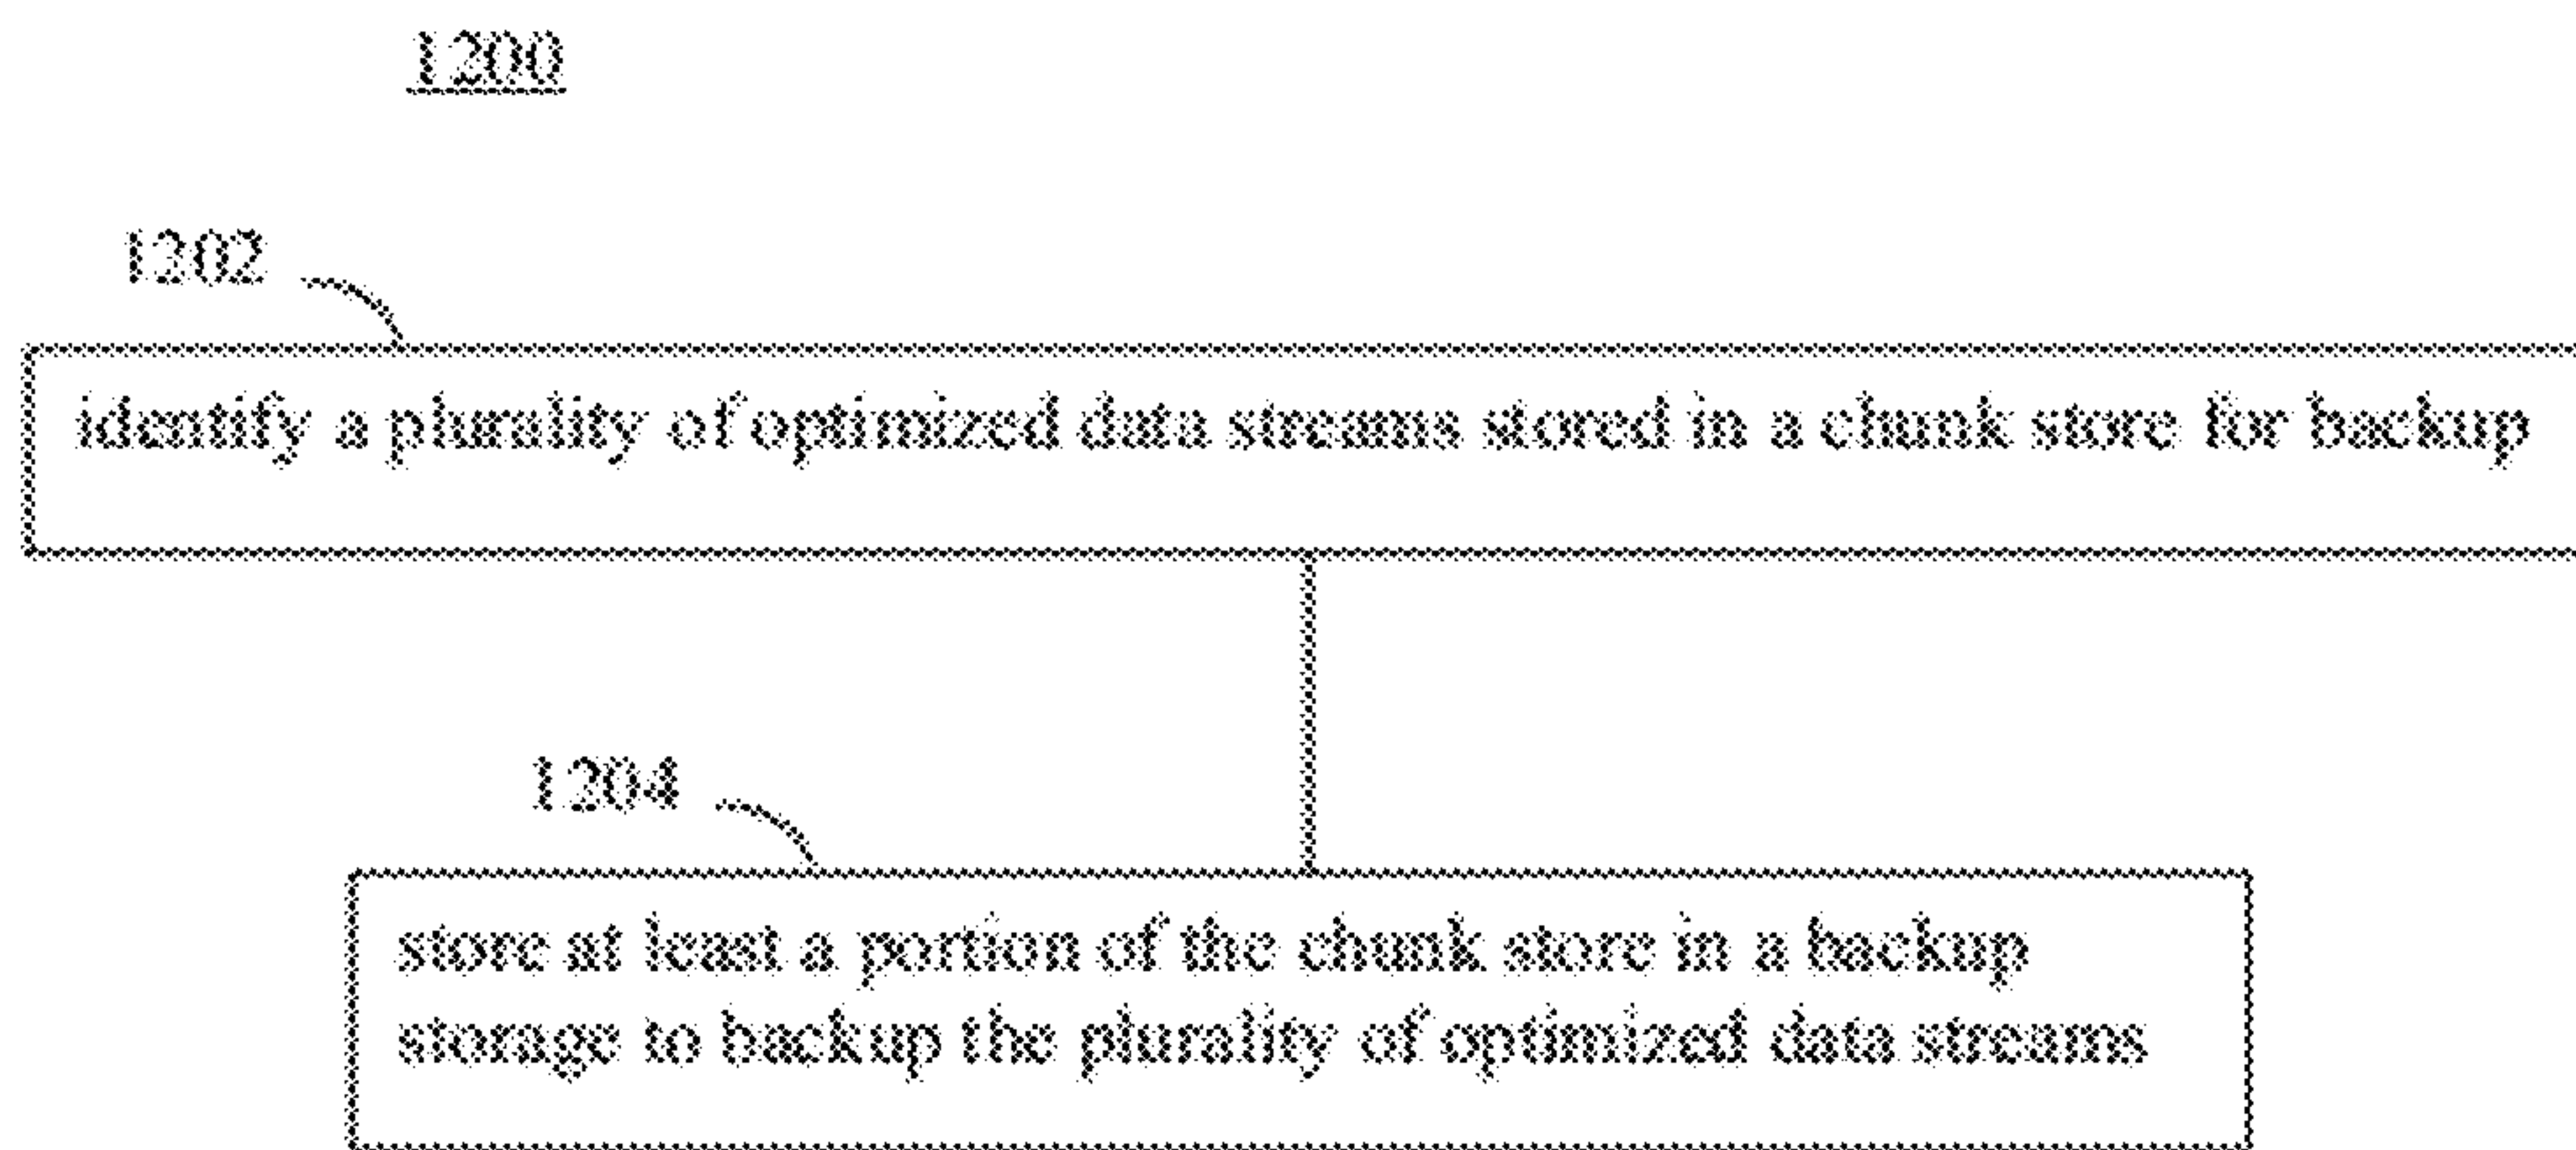 1200
1202
identify a plurality of optimized data streams stored in a chunk store for backup
1204
store at least a portion of the chunk store in a backup
storage to backup the plurality of optimized data streams